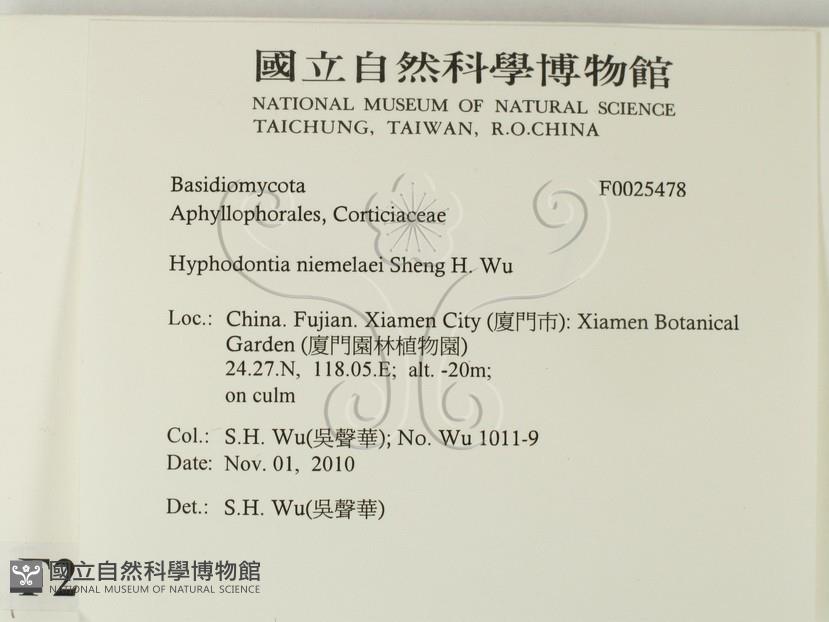 國立自然科學博物館
NATIONAL MUSEUM OF NATURAL SCIENCE
TAICHUNG, TAIWAN, R.O.CHINA
Basidiomycota F0025478
Aphyllophorales, Corticiaceae
Hyphodontia niemelaei Sheng H. Wu
Loc.: China. Fujian. Xiamen City (廈門市): Xiamen Botanical
Garden (廈門園林植物園)
24.27.N, 118.05.E; alt. -20m;
on culm
Col.: S.H. Wu(吳聲華); No. Wu 1011-9
Date: Nov. 01, 2010
Det.: S.H. Wu(吳聲華)
國立自然科學博物館
NATIONAL MUSEUM OF NATURAL SCIENCE